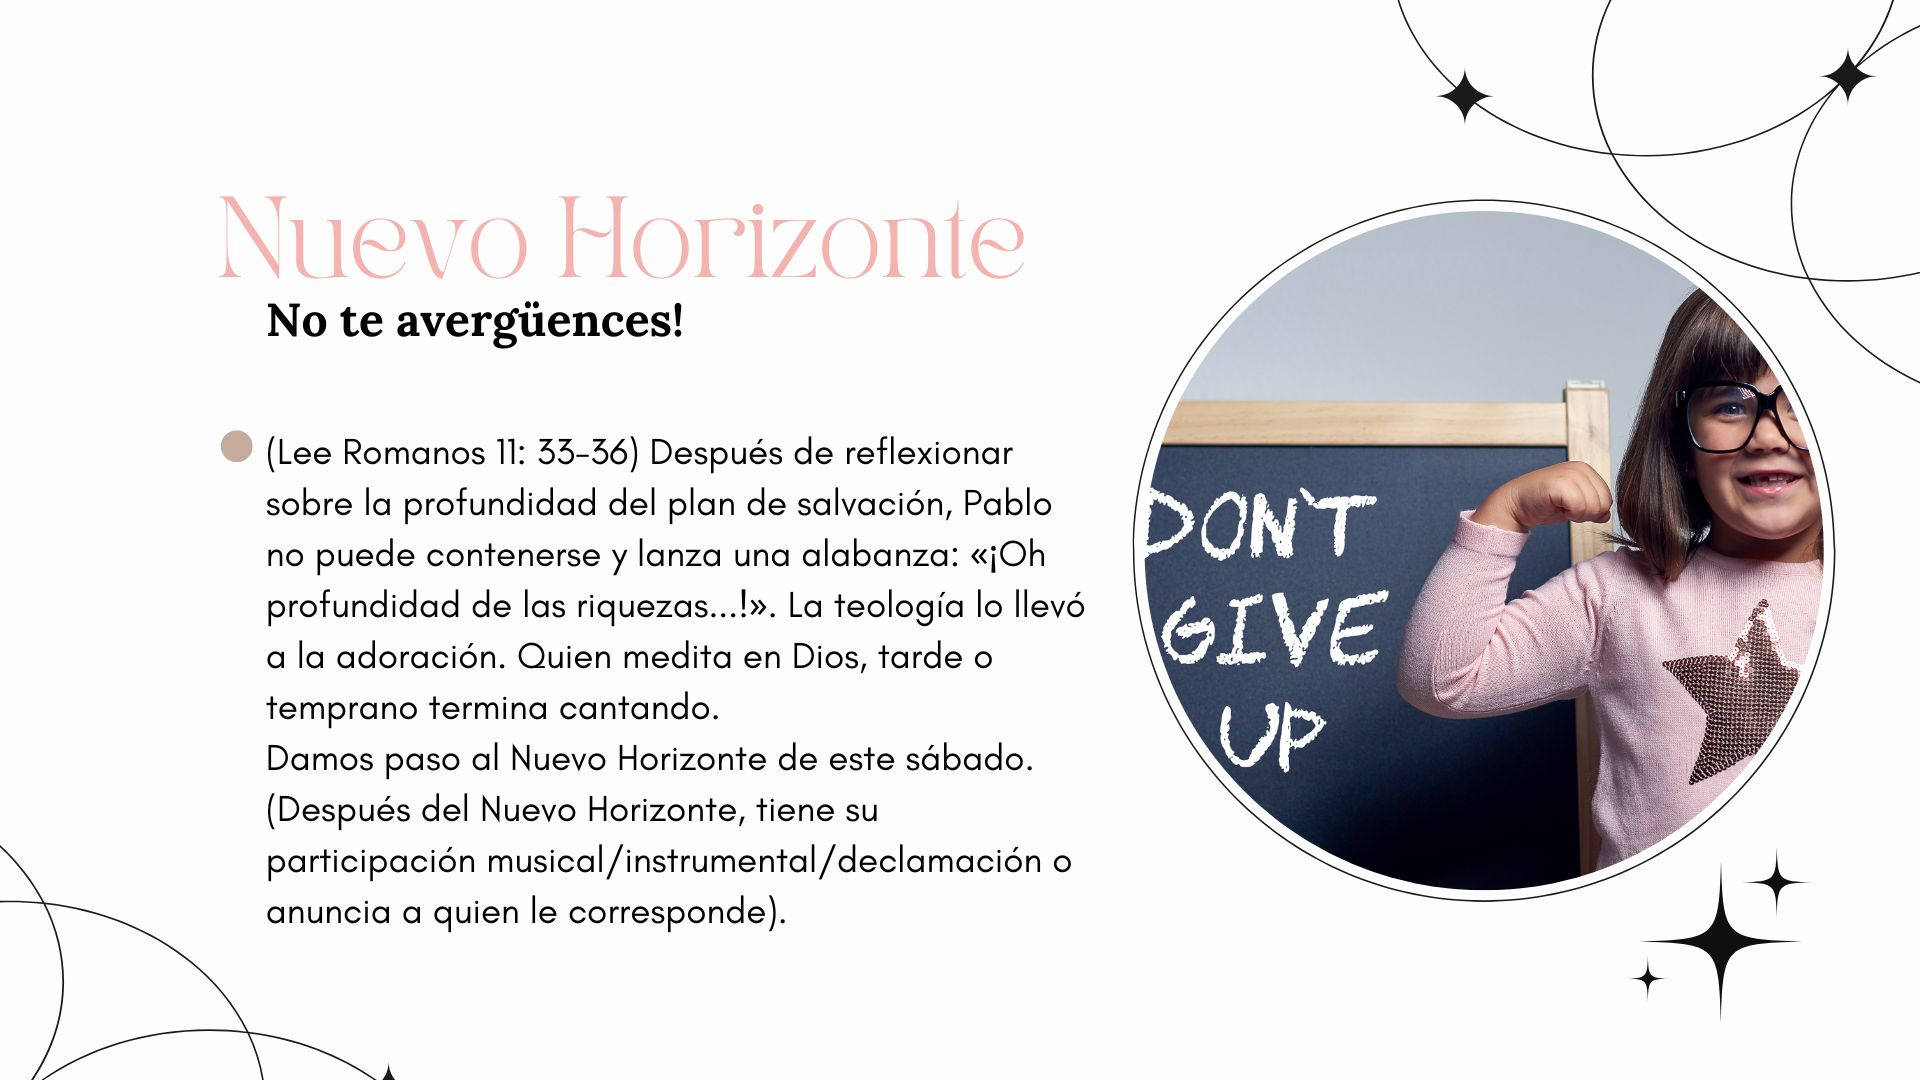 Nuevo Horizonte
No te avergüences!
(Lee Romanos 11: 33-36) Después de reflexionar
sobre la profundidad del plan de salvación, Pablo
no puede contenerse y lanza una alabanza: «¡Oh
profundidad de las riquezas...!». La teología lo llevó
a la adoración. Quien medita en Dios, tarde o
temprano termina cantando.
Damos paso al Nuevo Horizonte de este sábado.
(Después del Nuevo Horizonte, tiene su
participación musical/instrumental/declamación o
anuncia a quien le corresponde).
DON'T
GIVE
UP